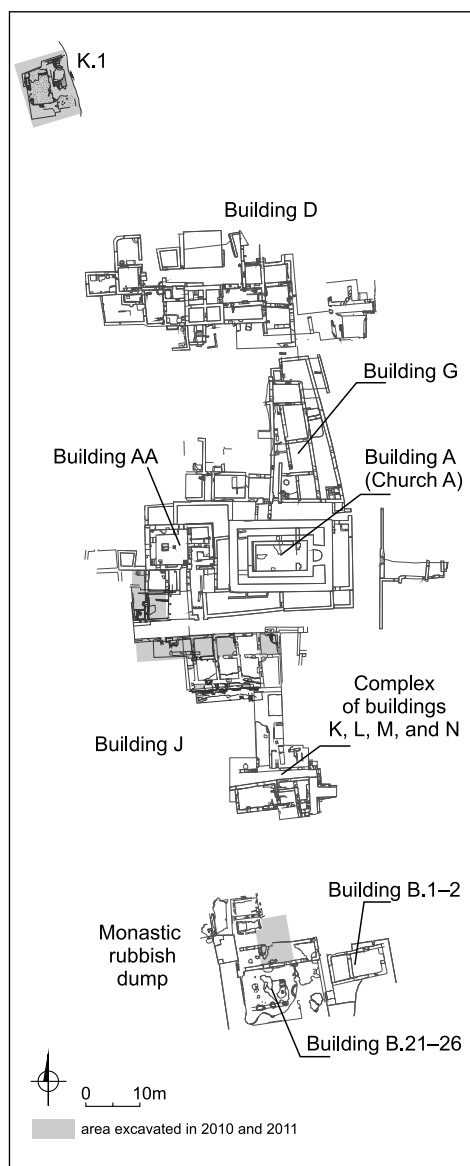 K.1
Building D
Building G
Building AA
Building A
(Church A)
Complex
of buildings
K, L, M, and N
Building J
Building B.1–2
Monastic
rubbish
dump
Building B.21–26
0 10m
area excavated in 2010 and 2011